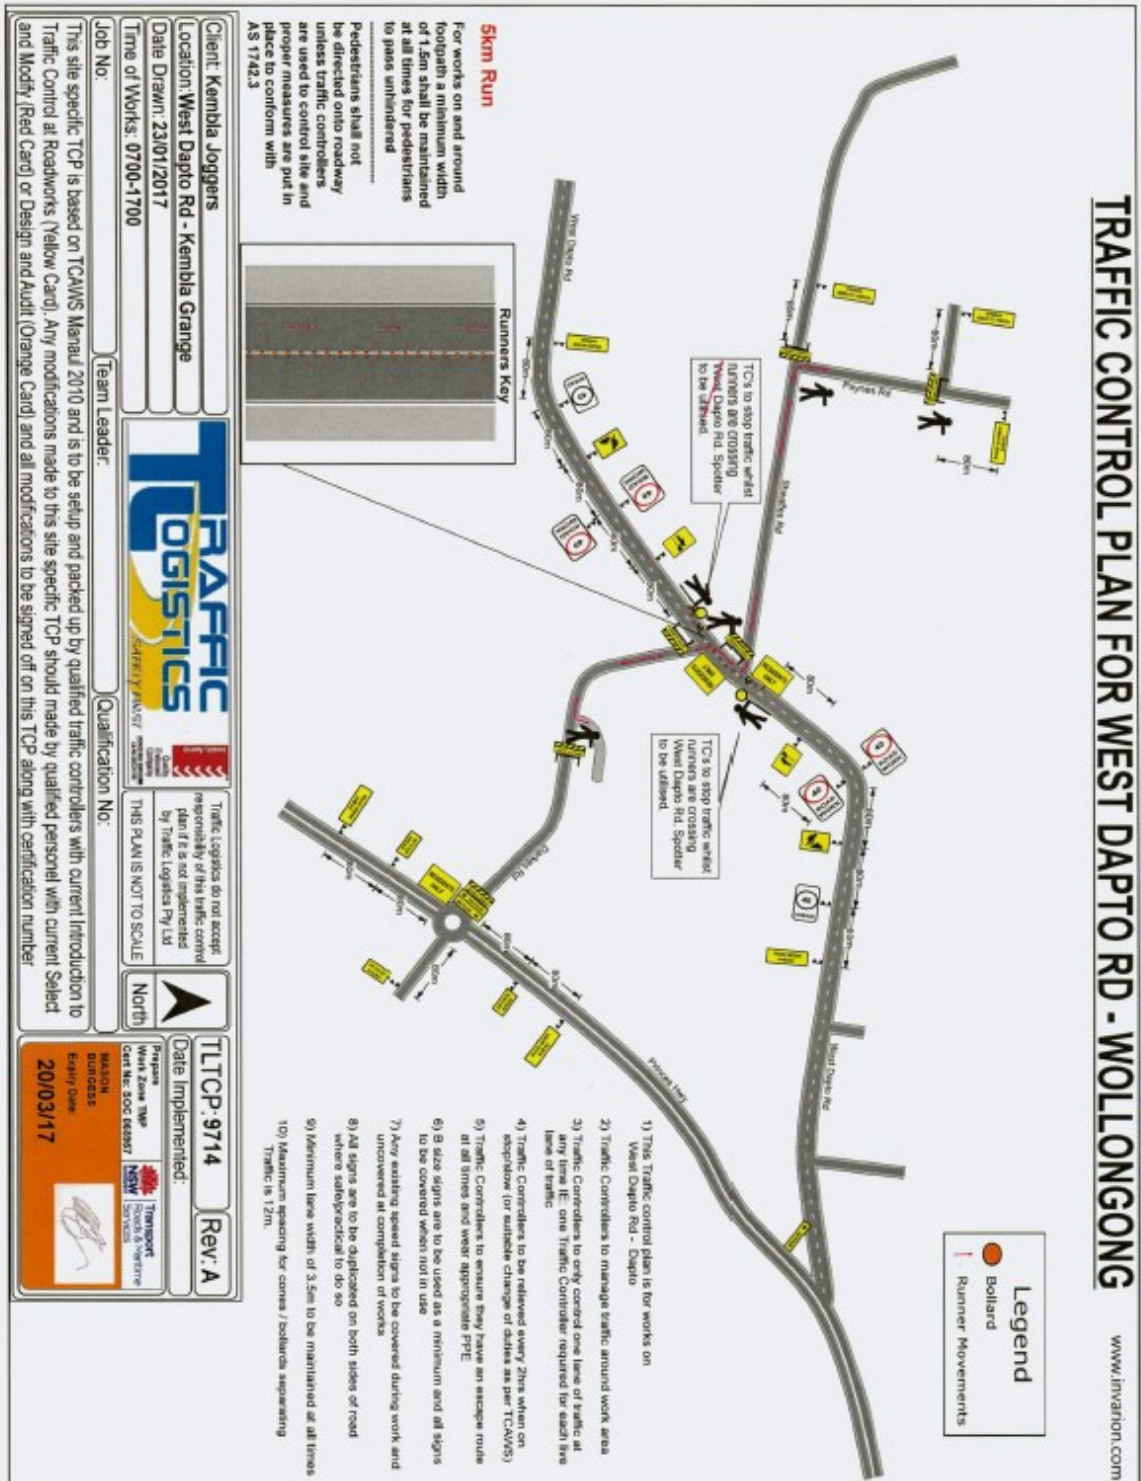 TRAFFIC CONTROL PLAN FOR WEST DAPTO RD - WOLLONGONG
www.invarion.com
Legend
Bollard
Runner Movements
Paynes Rd
Sheaffes Rd
West Dapto Rd
West Dapto Rd
Darkes Rd
Princes Hwy
TC's to stop traffic whilst
runners are crossing
West Dapto Rd. Spotter
to be utilised.
TC's to stop traffic whilst
runners are crossing
West Dapto Rd. Spotter
to be utilised.
RESIDENTS
ONLY
RESIDENTS
ONLY
5km Run
For works on and around
footpath a minimum width
of 1.5m shall be maintained
at all times for pedestrians
to pass unhindered
Pedestrians shall not
be directed onto roadway
unless traffic controllers
are used to control site and
proper measures are put in
place to conform with
AS 1742.3
Runners Key
1) This Traffic control plan is for works on
West Dapto Rd - Dapto
2) Traffic Controllers to manage traffic around work area
3) Traffic Controllers to only control one lane of traffic at
any time IE: one Traffic Controller required for each live
lane of traffic
4) Traffic Controllers to be relieved every 2hrs when on
stop/slow (or suitable change of duties as per TCAWS)
5) Traffic Controllers to ensure they have an escape route
at all times and wear appropriate PPE
6) B size signs are to be used as a minimum and all signs
to be covered when not in use
7) Any existing speed signs to be covered during work and
uncovered at completion of works
8) All signs are to be duplicated on both sides of road
where safe/practical to do so
9) Minimum lane width of 3.5m to be maintained at all times
10) Maximum spacing for cones / bollards separating
Traffic is 12m.
Client: Kembla Joggers
Location: West Dapto Rd - Kembla Grange
Date Drawn: 23/01/2017
Time of Works: 0700-1700
Job No:
Team Leader:
Qualification No:
TRAFFIC
LOGISTICS
SAFETY FIRST
Traffic Logistics do not accept
responsibility of this traffic control
plan if it is not implemented
by Traffic Logistics Pty Ltd
THIS PLAN IS NOT TO SCALE
North
TLTCP: 9714
Rev: A
Date Implemented:
This site specific TCP is based on TCAWS Manaul 2010 and is to be setup and packed up by qualified traffic controllers with current Introduction to
Traffic Control at Roadworks (Yellow Card). Any modifications made to this site specific TCP should made by qualified personel with current Select
and Modify (Red Card) or Design and Audit (Orange Card) and all modifications to be signed off on this TCP along with certification number
Prepare
Work Zone TMP
Transport
Roads & Maritime
Services
NSW
MASON
BURGESS
Expiry Date:
20/03/17